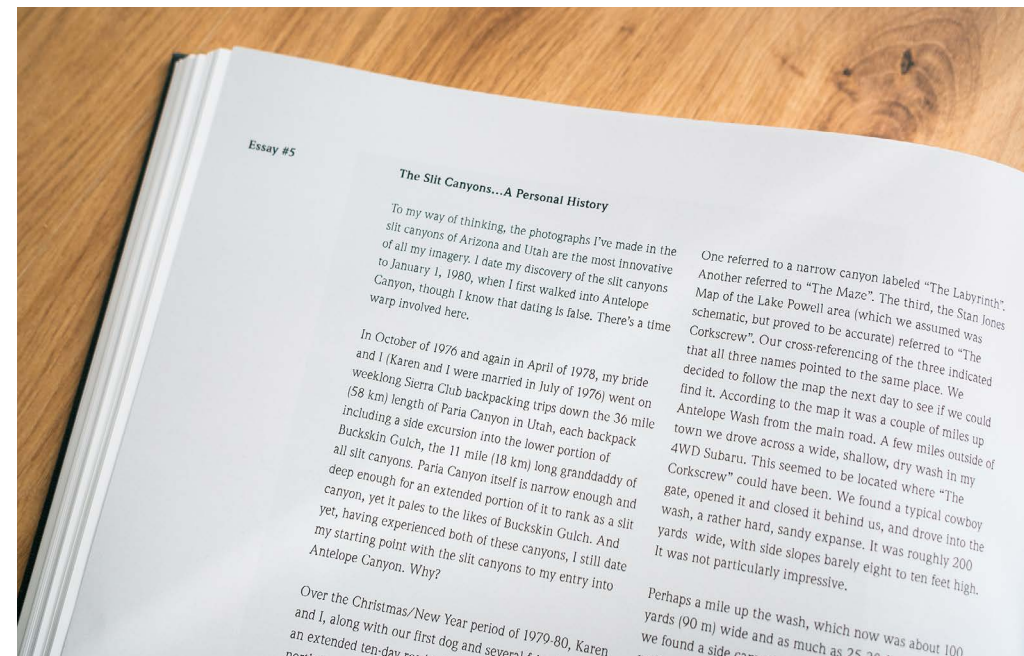 Essay #5
The Slit Canyons...A Personal History
To my way of thinking, the photographs I've made in the
slit canyons of Arizona and Utah are the most innovative
of all my imagery. I date my discovery of the slit canyons
to January 1, 1980, when I first walked into Antelope
Canyon, though I know that dating is false. There's a time
warp involved here.
In October of 1976 and again in April of 1978, my bride
and I (Karen and I were married in July of 1976) went on
weeklong Sierra Club backpacking trips down the 36 mile
(58 km) length of Paria Canyon in Utah, each backpack
including a side excursion into the lower portion of
Buckskin Gulch, the 11 mile (18 km) long granddaddy of
all slit canyons. Paria Canyon itself is narrow enough and
deep enough for an extended portion of it to rank as a slit
canyon, yet it pales to the likes of Buckskin Gulch. And
yet, having experienced both of these canyons, I still date
my starting point with the slit canyons to my entry into
Antelope Canyon. Why?
Over the Christmas/New Year period of 1979-80, Karen
and I, along with our first dog and several
an extended ten-day
One referred to a narrow canyon labeled "The Labyrinth".
Another referred to "The Maze". The third, the Stan Jones
Map of the Lake Powell area (which we assumed was
schematic, but proved to be accurate) referred to "The
Corkscrew". Our cross-referencing of the three indicated
that all three names pointed to the same place. We
decided to follow the map the next day to see if we could
find it. According to the map it was a couple of miles up
Antelope Wash from the main road. A few miles outside of
town we drove across a wide, shallow, dry wash in my
4WD Subaru. This seemed to be located where "The
Corkscrew" could have been. We found a typical cowboy
gate, opened it and closed it behind us, and drove into the
wash, a rather hard, sandy expanse. It was roughly 200
yards wide, with side slopes barely eight to ten feet high.
It was not particularly impressive.
Perhaps a mile up the wash, which now was about 100
yards (90 m) wide and as much as 25
we found a side